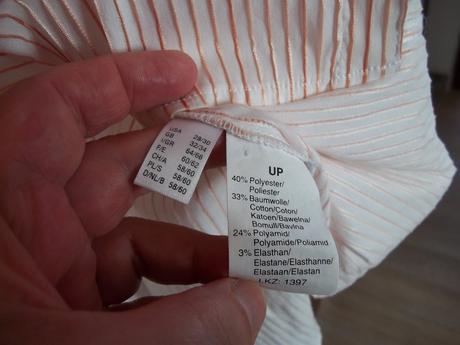 USA 28/30
GB 32/34
I/GR 64/66
F/E 60/62
CH/A 58/60
PL/S 58/60
D/NL/B 58/60
UP
40% Polyester/
Poliester
33% Baumwolle/
Cotton/Coton/
Katoen/Bawełna/
Bomull/Bavlna
24% Polyamid/
Polyamide/Poliamid
3% Elasthan/
Elastane/Elasthanne/
Elastaan/Elastan
LKZ: 1397